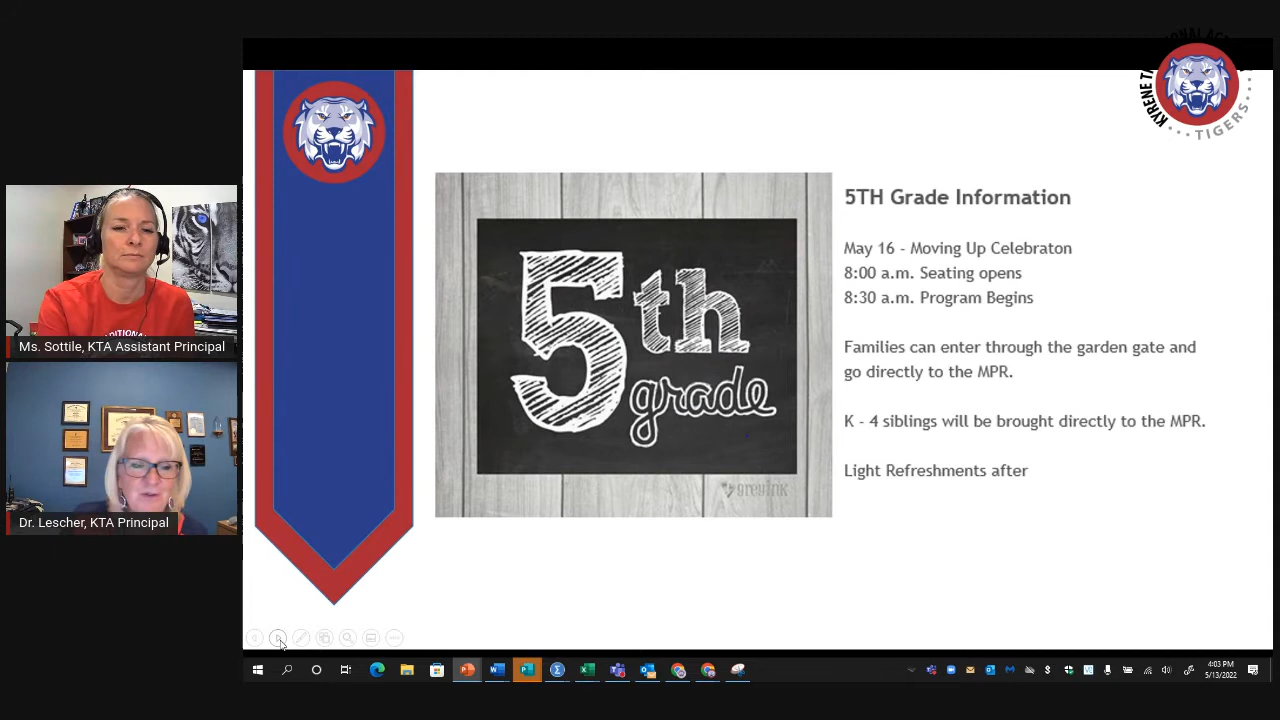 KYRENE
TIGERS
5TH Grade Information
May 16 - Moving Up Celebraton
8:00 a.m. Seating opens
8:30 a.m. Program Begins
Families can enter through the garden gate and
go directly to the MPR.
K - 4 siblings will be brought directly to the MPR.
Light Refreshments after
5th
grade
greyink
Ms. Sottile, KTA Assistant Principal
Dr. Lescher, KTA Principal
4:03 PM
5/13/2022